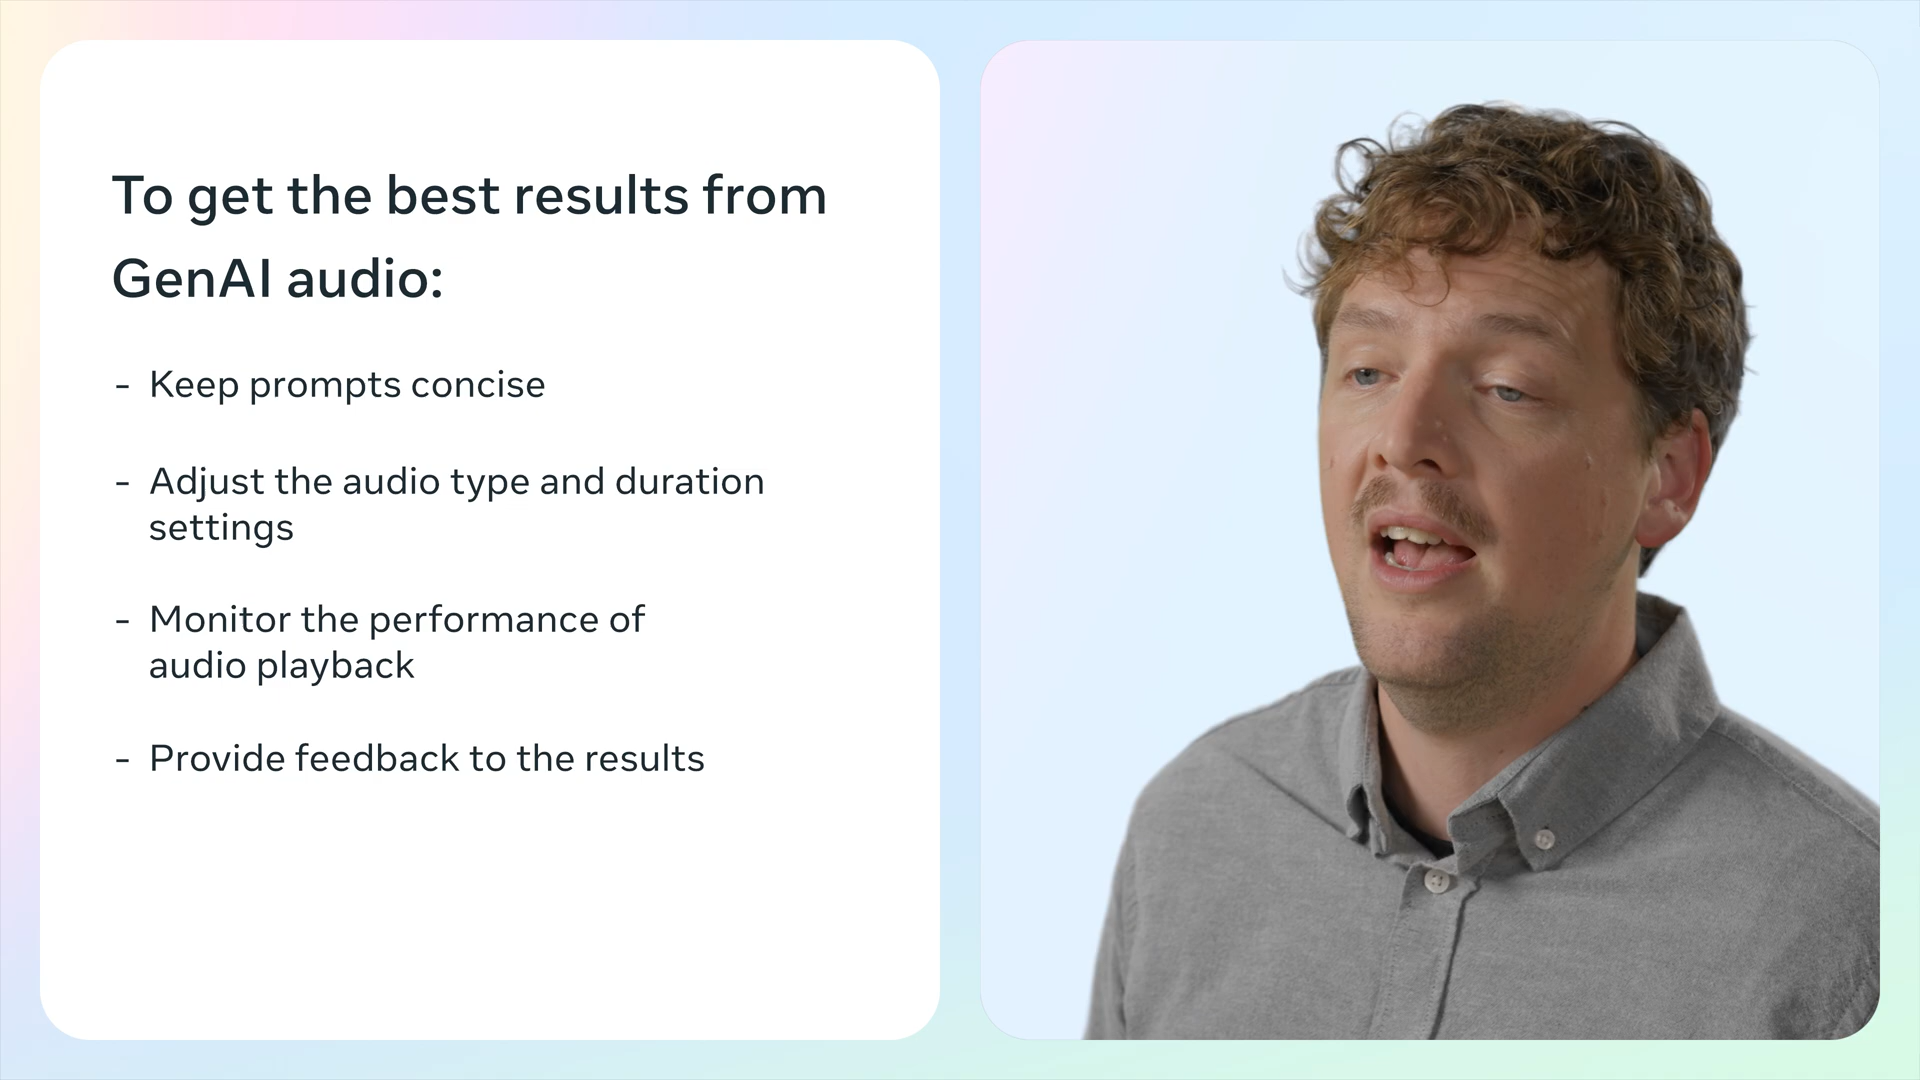 To get the best results from
GenAI audio:
- Keep prompts concise
- Adjust the audio type and duration
settings
- Monitor the performance of
audio playback
- Provide feedback to the results